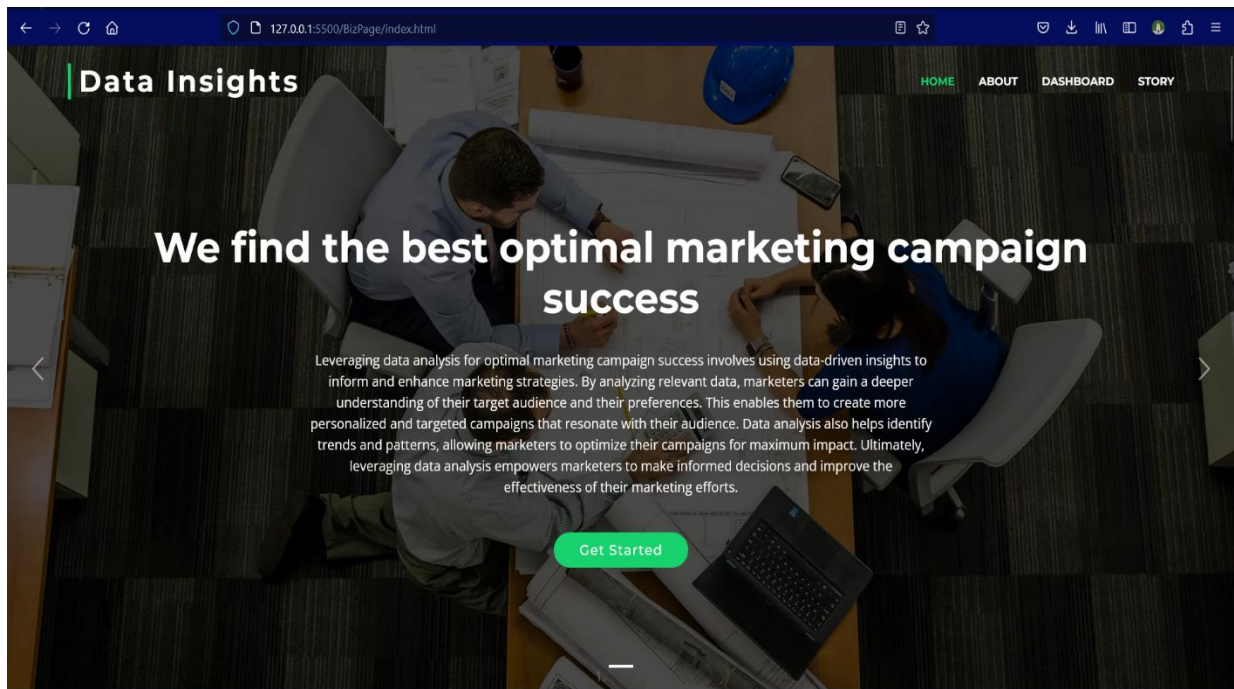 127.0.0.1:5500/BizPage/index.html
Data Insights
HOME ABOUT DASHBOARD STORY
We find the best optimal marketing campaign
success
Leveraging data analysis for optimal marketing campaign success involves using data-driven insights to
inform and enhance marketing strategies. By analyzing relevant data, marketers can gain a deeper
understanding of their target audience and their preferences. This enables them to create more
personalized and targeted campaigns that resonate with their audience. Data analysis also helps identify
trends and patterns, allowing marketers to optimize their campaigns for maximum impact. Ultimately,
leveraging data analysis empowers marketers to make informed decisions and improve the
effectiveness of their marketing efforts.
Get Started